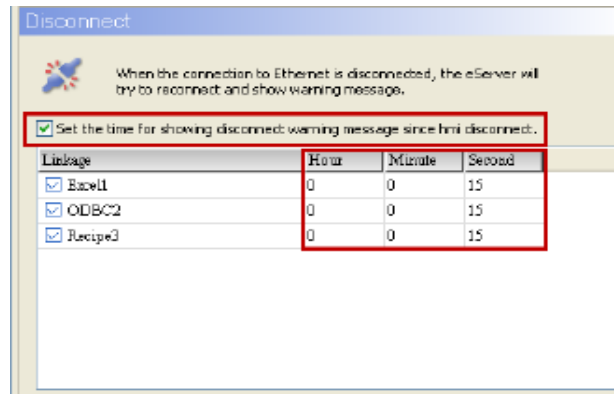 Disconnect
When the connection to Ethernet is disconnected, the eServer will
try to reconnect and show warning message.
Set the time for showing disconnect warning message since hmi disconnect.
Linkage Hour Minute Second
Excel1 0 0 15
ODBC2 0 0 15
Recipe3 0 0 15